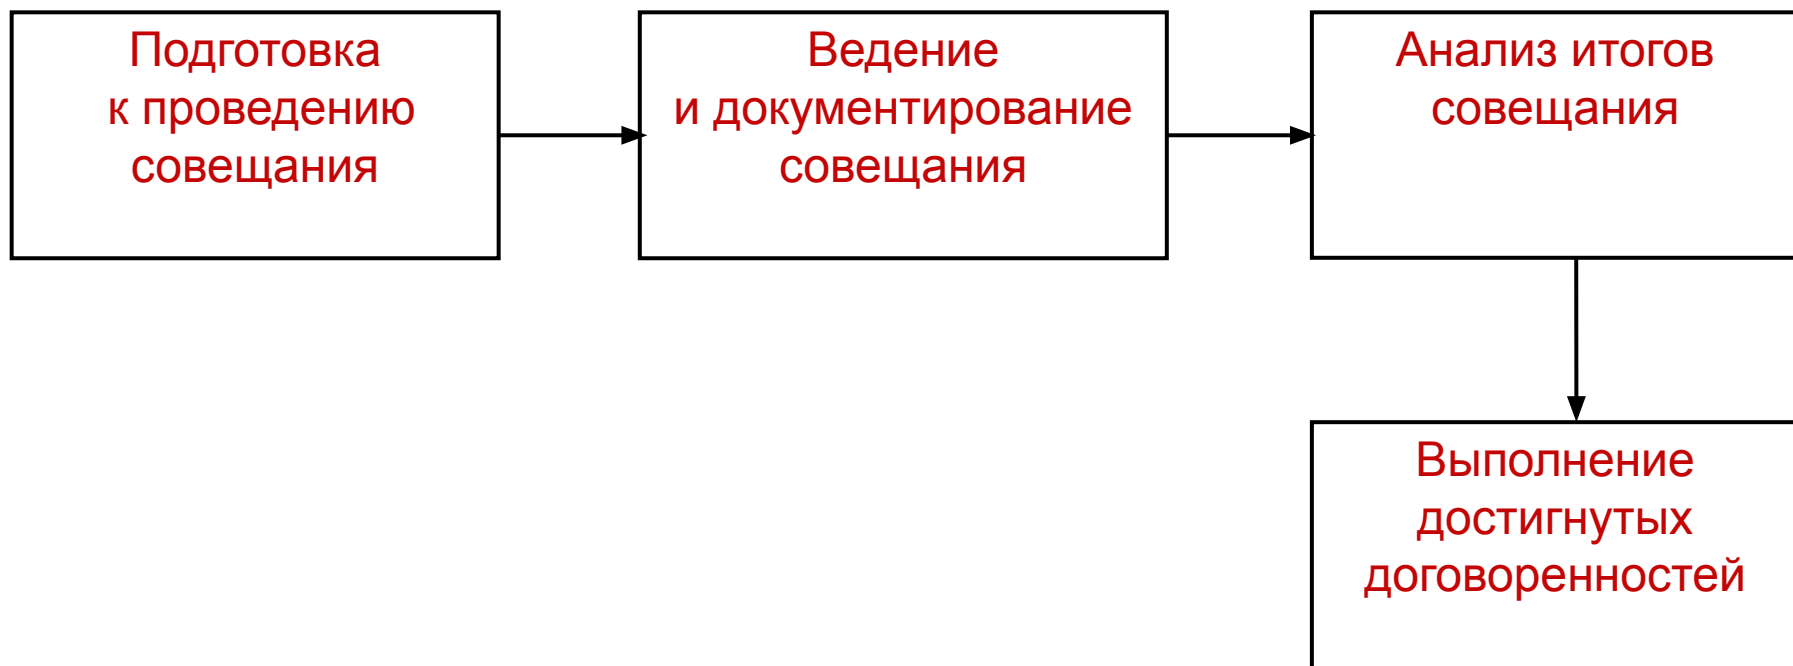 Подготовка
к проведению
совещания
Ведение
и документирование
совещания
Анализ итогов
совещания
Выполнение
достигнутых
договоренностей